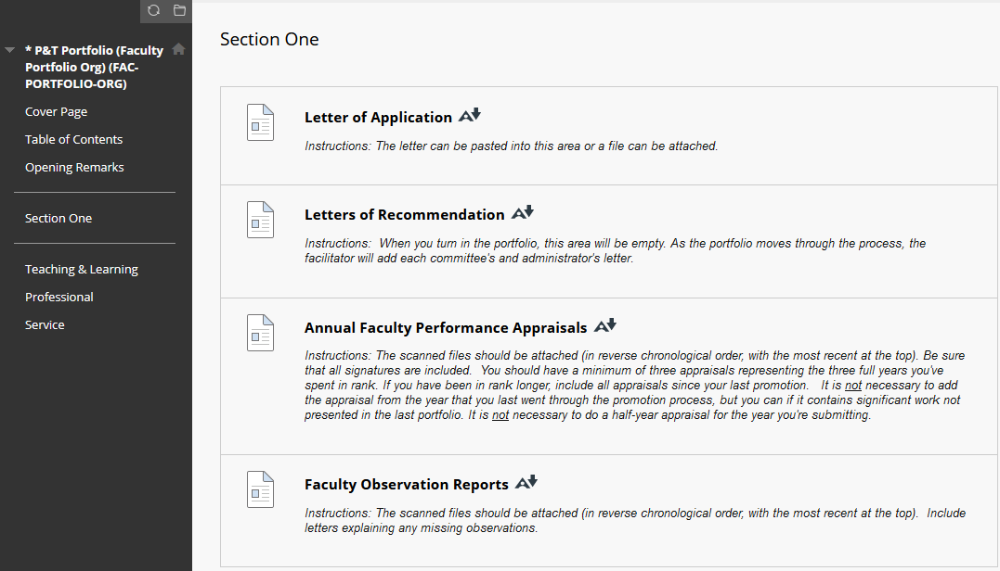 * P&T Portfolio (Faculty
Portfolio Org) (FAC-
PORTFOLIO-ORG)
Cover Page
Table of Contents
Opening Remarks
Section One
Teaching & Learning
Professional
Service
Section One
Letter of Application
Instructions: The letter can be pasted into this area or a file can be attached.
Letters of Recommendation
Instructions:  When you turn in the portfolio, this area will be empty. As the portfolio moves through the process, the
facilitator will add each committee's and administrator's letter.
Annual Faculty Performance Appraisals
Instructions: The scanned files should be attached (in reverse chronological order, with the most recent at the top). Be sure
that all signatures are included.  You should have a minimum of three appraisals representing the three full years you've
spent in rank. If you have been in rank longer, include all appraisals since your last promotion.   It is not necessary to add
the appraisal from the year that you last went through the promotion process, but you can if it contains significant work not
presented in the last portfolio. It is not necessary to do a half-year appraisal for the year you're submitting.
Faculty Observation Reports
Instructions: The scanned files should be attached (in reverse chronological order, with the most recent at the top).  Include
letters explaining any missing observations.